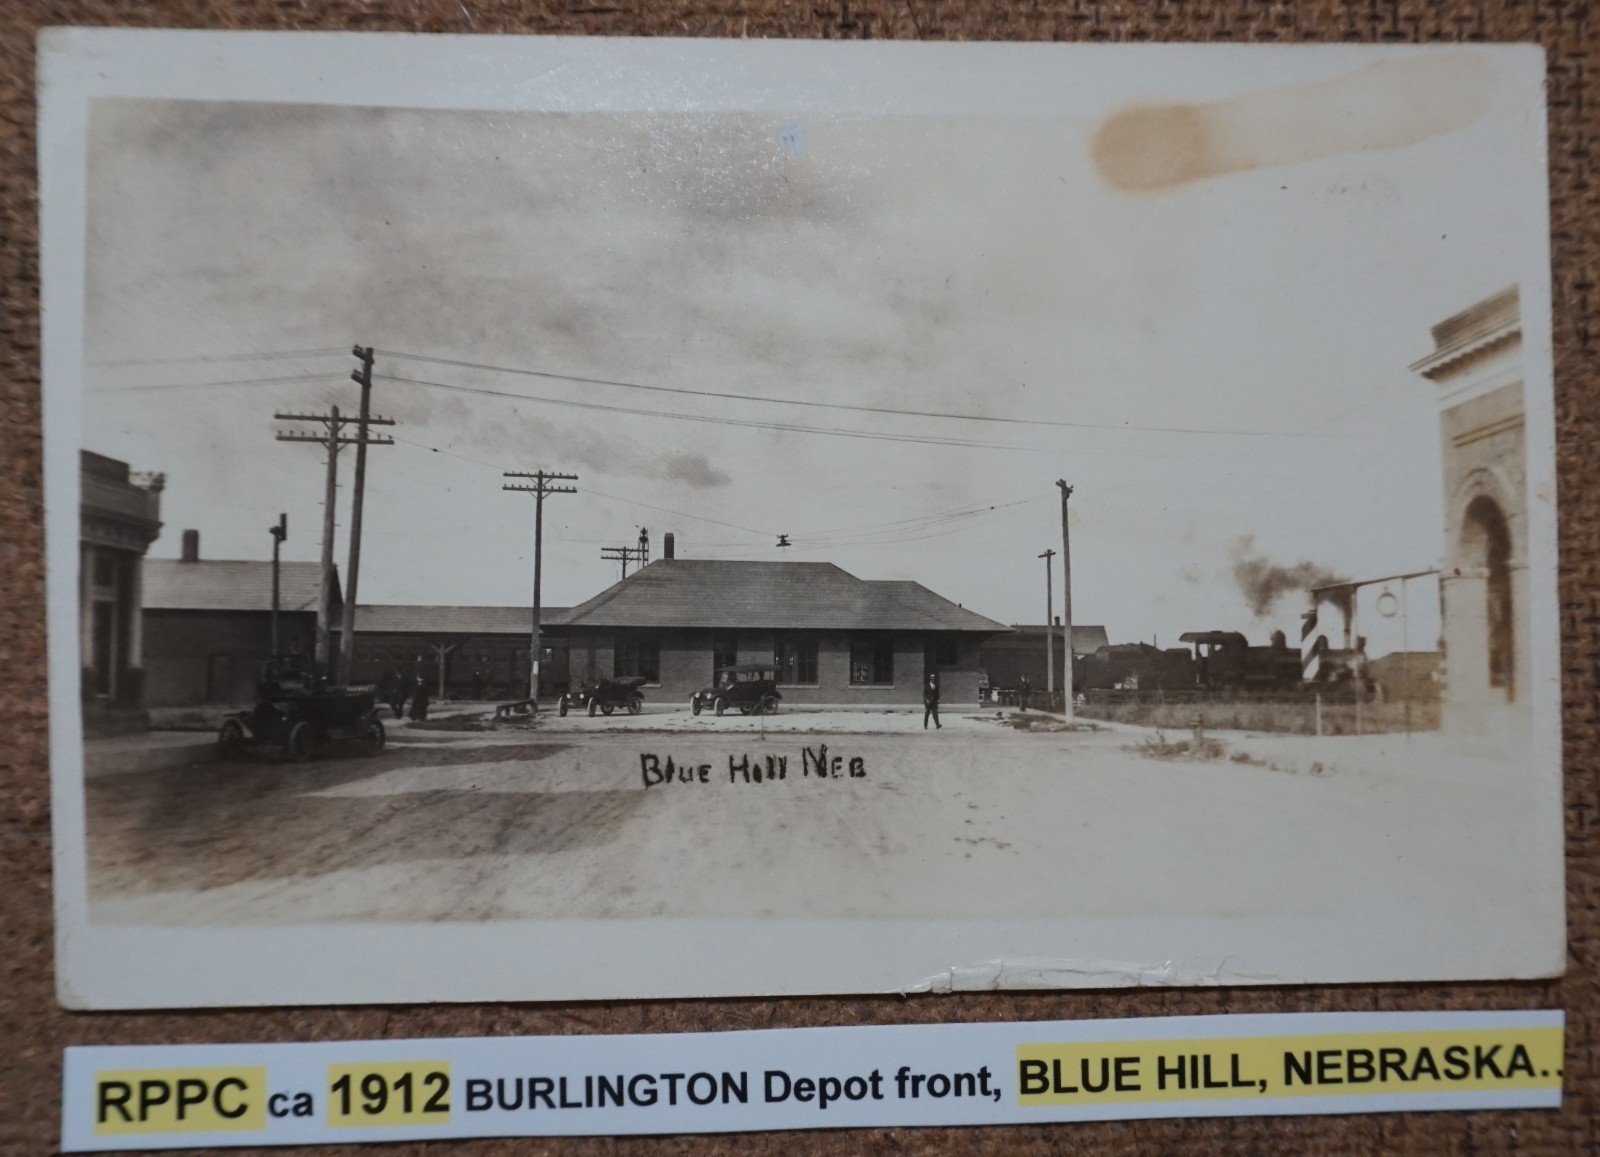 Blue Hill Neb
RPPC ca 1912 BURLINGTON Depot front, BLUE HILL, NEBRASKA..